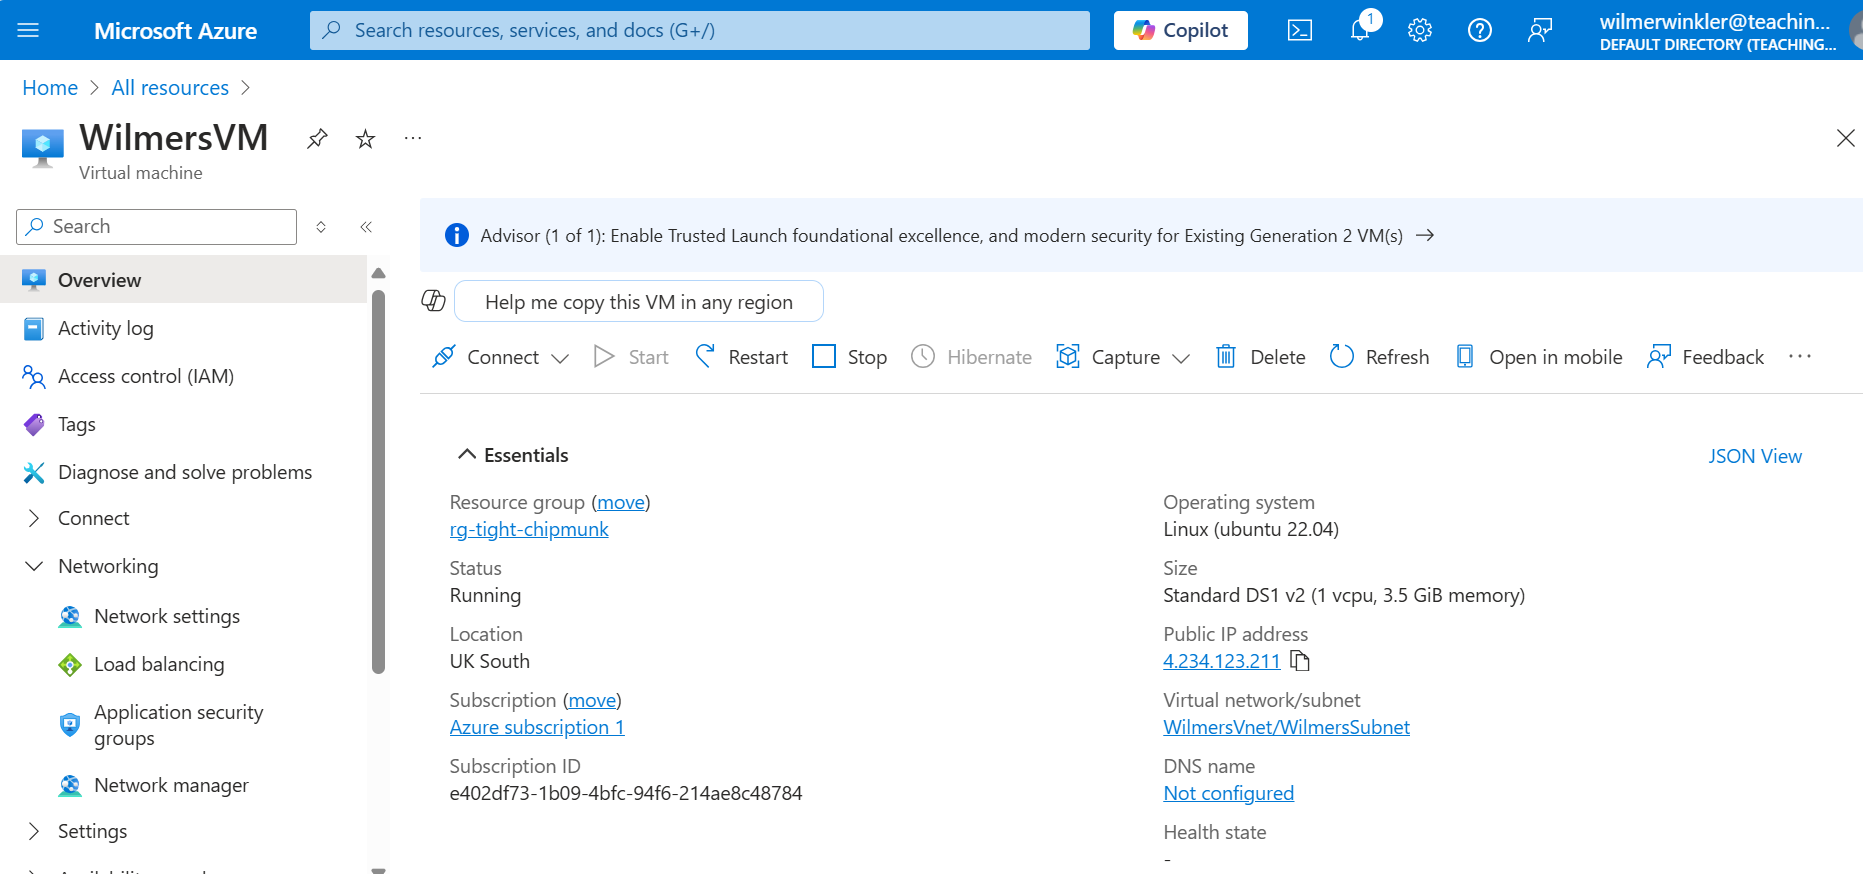 Microsoft Azure
Search resources, services, and docs (G+/)
Copilot
1
wilmerwinkler@teachin...
DEFAULT DIRECTORY (TEACHING...
Home > All resources >
WilmersVM
Virtual machine
Search
Overview
Activity log
Access control (IAM)
Tags
Diagnose and solve problems
Connect
Networking
Network settings
Load balancing
Application security
groups
Network manager
Settings
Advisor (1 of 1): Enable Trusted Launch foundational excellence, and modern security for Existing Generation 2 VM(s) →
Help me copy this VM in any region
Connect Start Restart Stop Hibernate Capture Delete Refresh Open in mobile Feedback ...
Essentials
JSON View
Resource group (move)
rg-tight-chipmunk
Status
Running
Location
UK South
Subscription (move)
Azure subscription 1
Subscription ID
e402df73-1b09-4bfc-94f6-214ae8c48784
Operating system
Linux (ubuntu 22.04)
Size
Standard DS1 v2 (1 vcpu, 3.5 GiB memory)
Public IP address
4.234.123.211
Virtual network/subnet
WilmersVnet/WilmersSubnet
DNS name
Not configured
Health state
-